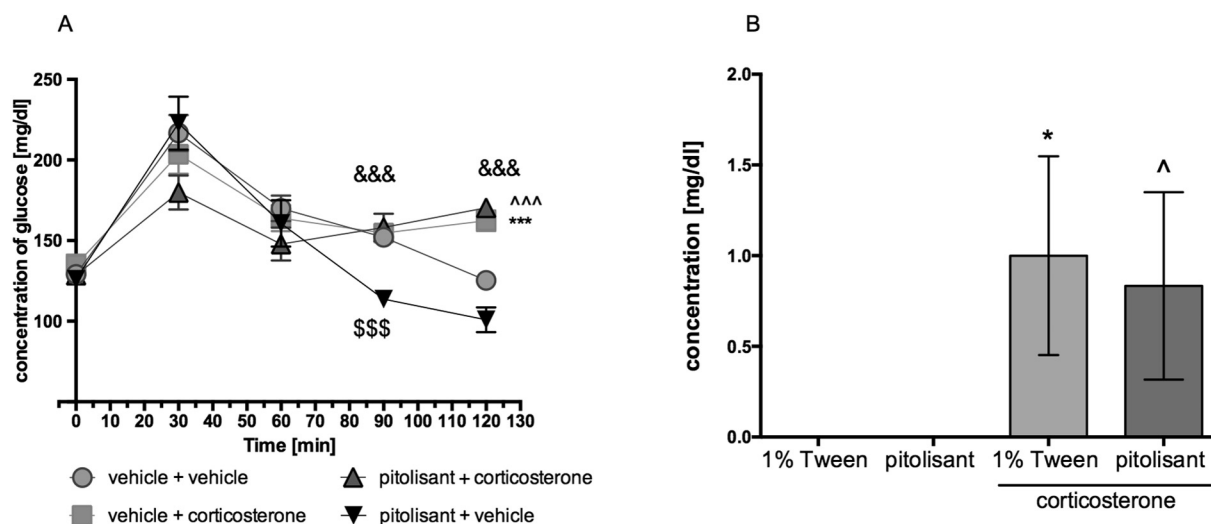 A
concentration of glucose [mg/dl]
250
200
150
100
&&&
&&&
^^^
***
$$$
0 10 20 30 40 50 60 70 80 90 100 110 120 130
Time [min]
vehicle + vehicle
pitolisant + corticosterone
vehicle + corticosterone
pitolisant + vehicle
B
concentration [mg/dl]
2.0
1.5
1.0
0.5
0.0
*
^
1% Tween pitolisant 1% Tween pitolisant
corticosterone